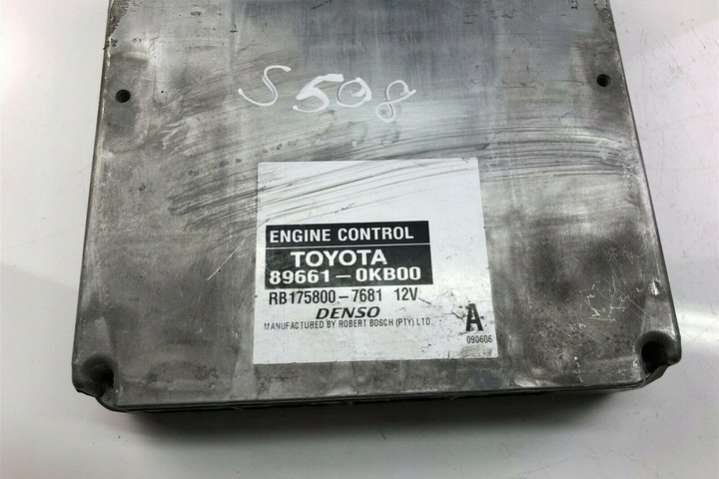 S508
ENGINE CONTROL
TOYOTA
89661-0KB00
RB175800-7681 12V
DENSO
MANUFACTURED BY ROBERT BOSCH (PTY) LTD.
A
090606